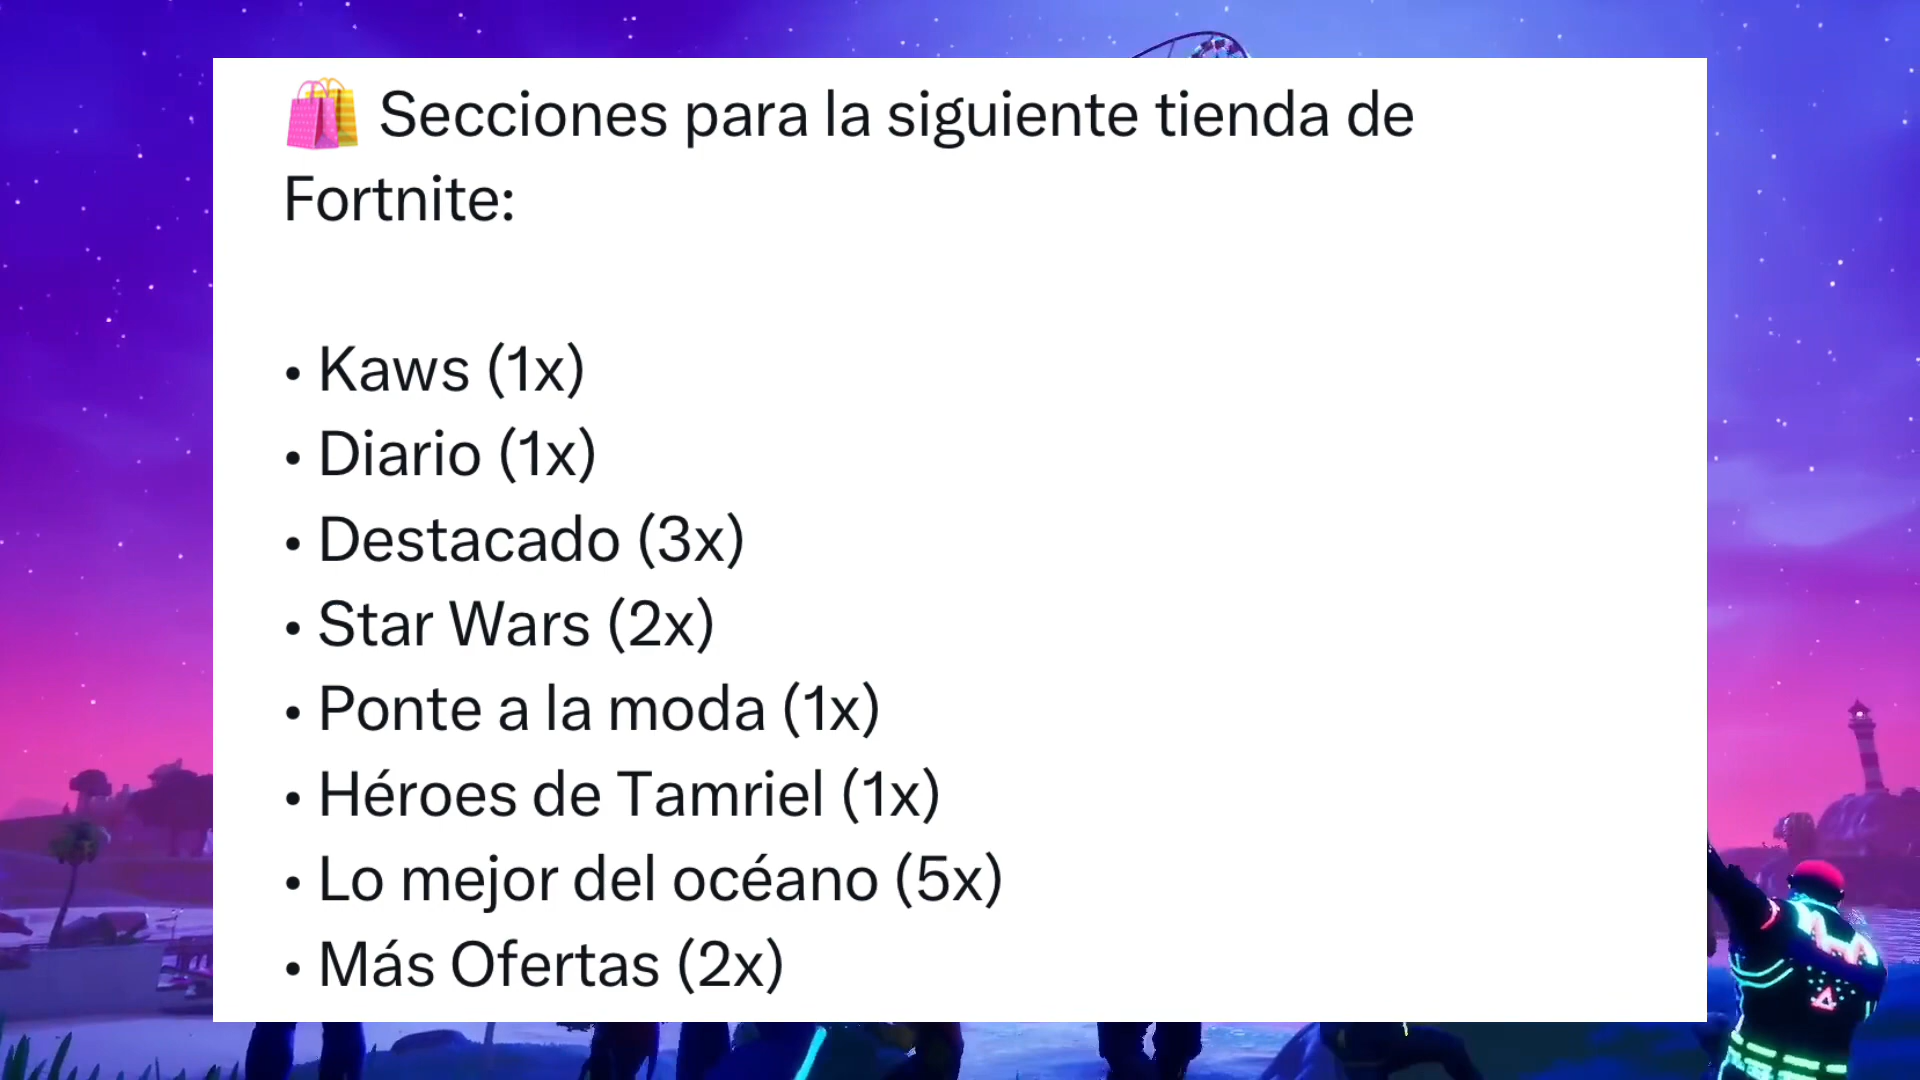 🛍️ Secciones para la siguiente tienda de
Fortnite:
• Kaws (1x)
• Diario (1x)
• Destacado (3x)
• Star Wars (2x)
• Ponte a la moda (1x)
• Héroes de Tamriel (1x)
• Lo mejor del océano (5x)
• Más Ofertas (2x)